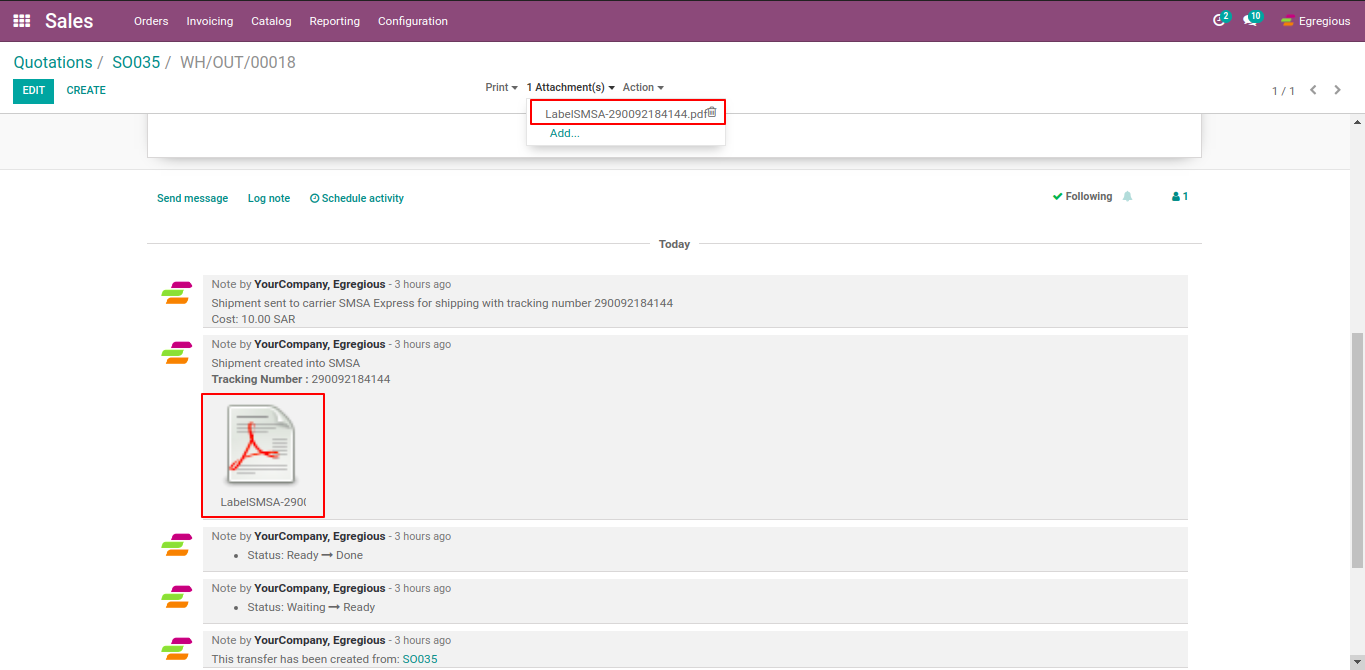 Sales Orders Invoicing Catalog Reporting Configuration 2 10 Egregious
Quotations / SO035 / WH/OUT/00018
EDIT CREATE Print 1 Attachment(s) Action 1 / 1
LabelSMSA-290092184144.pdf
Add...
Send message Log note Schedule activity Following 1
Today
Note by YourCompany, Egregious - 3 hours ago
Shipment sent to carrier SMSA Express for shipping with tracking number 290092184144
Cost: 10.00 SAR
Note by YourCompany, Egregious - 3 hours ago
Shipment created into SMSA
Tracking Number : 290092184144
LabelSMSA-290(
Note by YourCompany, Egregious - 3 hours ago
• Status: Ready → Done
Note by YourCompany, Egregious - 3 hours ago
• Status: Waiting → Ready
Note by YourCompany, Egregious - 3 hours ago
This transfer has been created from: SO035